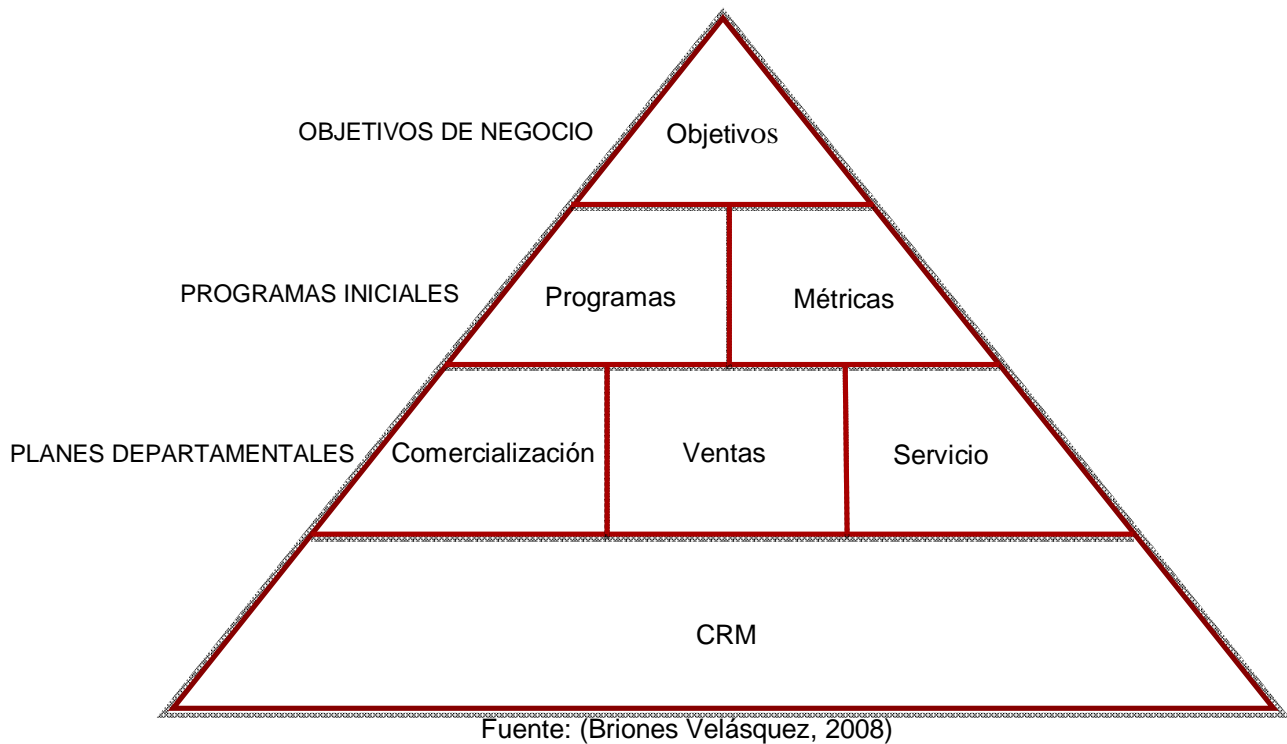 OBJETIVOS DE NEGOCIO
Objetivos
PROGRAMAS INICIALES
Programas
Métricas
PLANES DEPARTAMENTALES
Comercialización
Ventas
Servicio
CRM
Fuente: (Briones Velásquez, 2008)